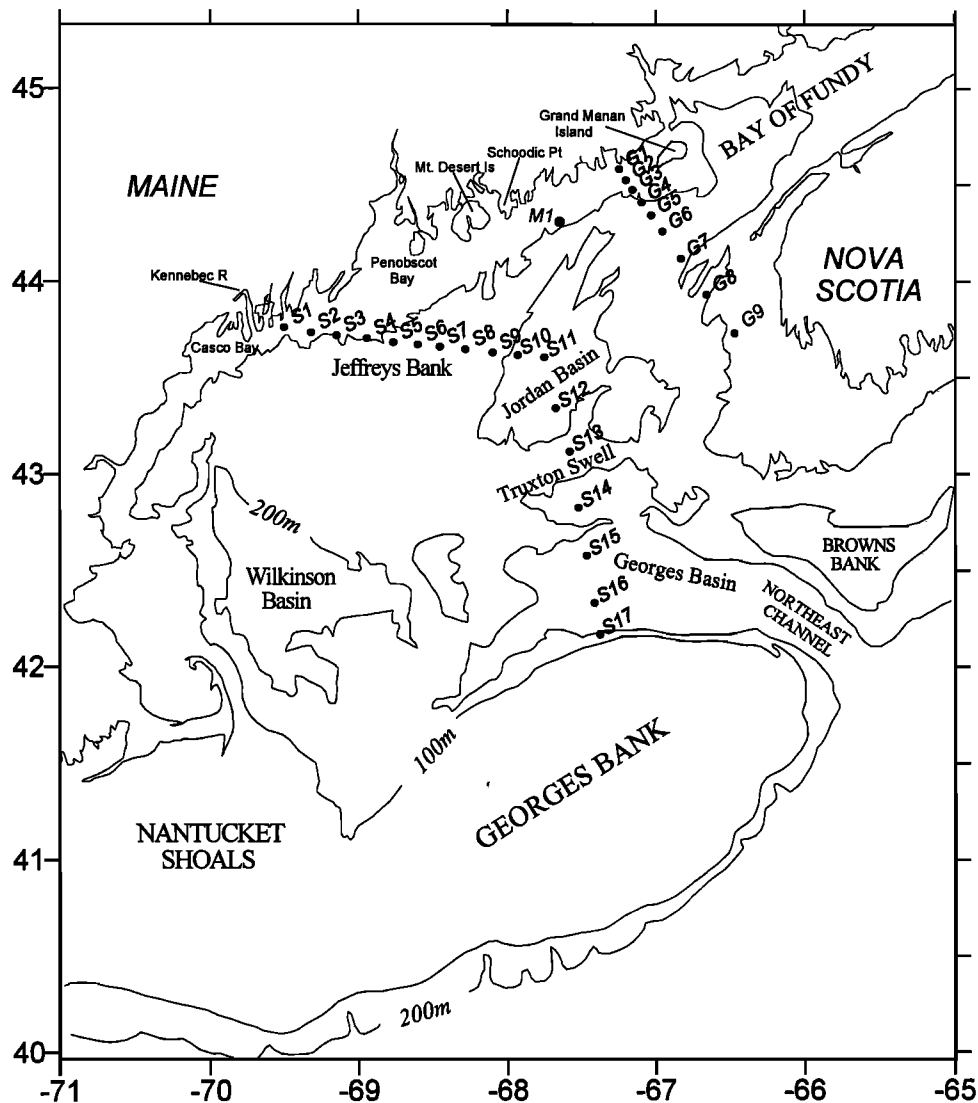 45
44
43
42
41
40
-71
-70
-69
-68
-67
-66
-65
MAINE
Grand Manan
Island
BAY OF FUNDY
Schoodic Pt
Mt. Desert Is
M1
Penobscot
Bay
Kennebec R
Casco Bay
G1
G2
G3
G4
G5
G6
G7
G8
G9
NOVA
SCOTIA
S1
S2
S3
S4
S5
S6
S7
S8
S9
S10
S11
S12
S13
S14
S15
S16
S17
Jeffreys Bank
Jordan Basin
Truxton Swell
200m
Wilkinson
Basin
Georges Basin
BROWNS
BANK
NORTHEAST
CHANNEL
100m
GEORGES BANK
NANTUCKET
SHOALS
200m